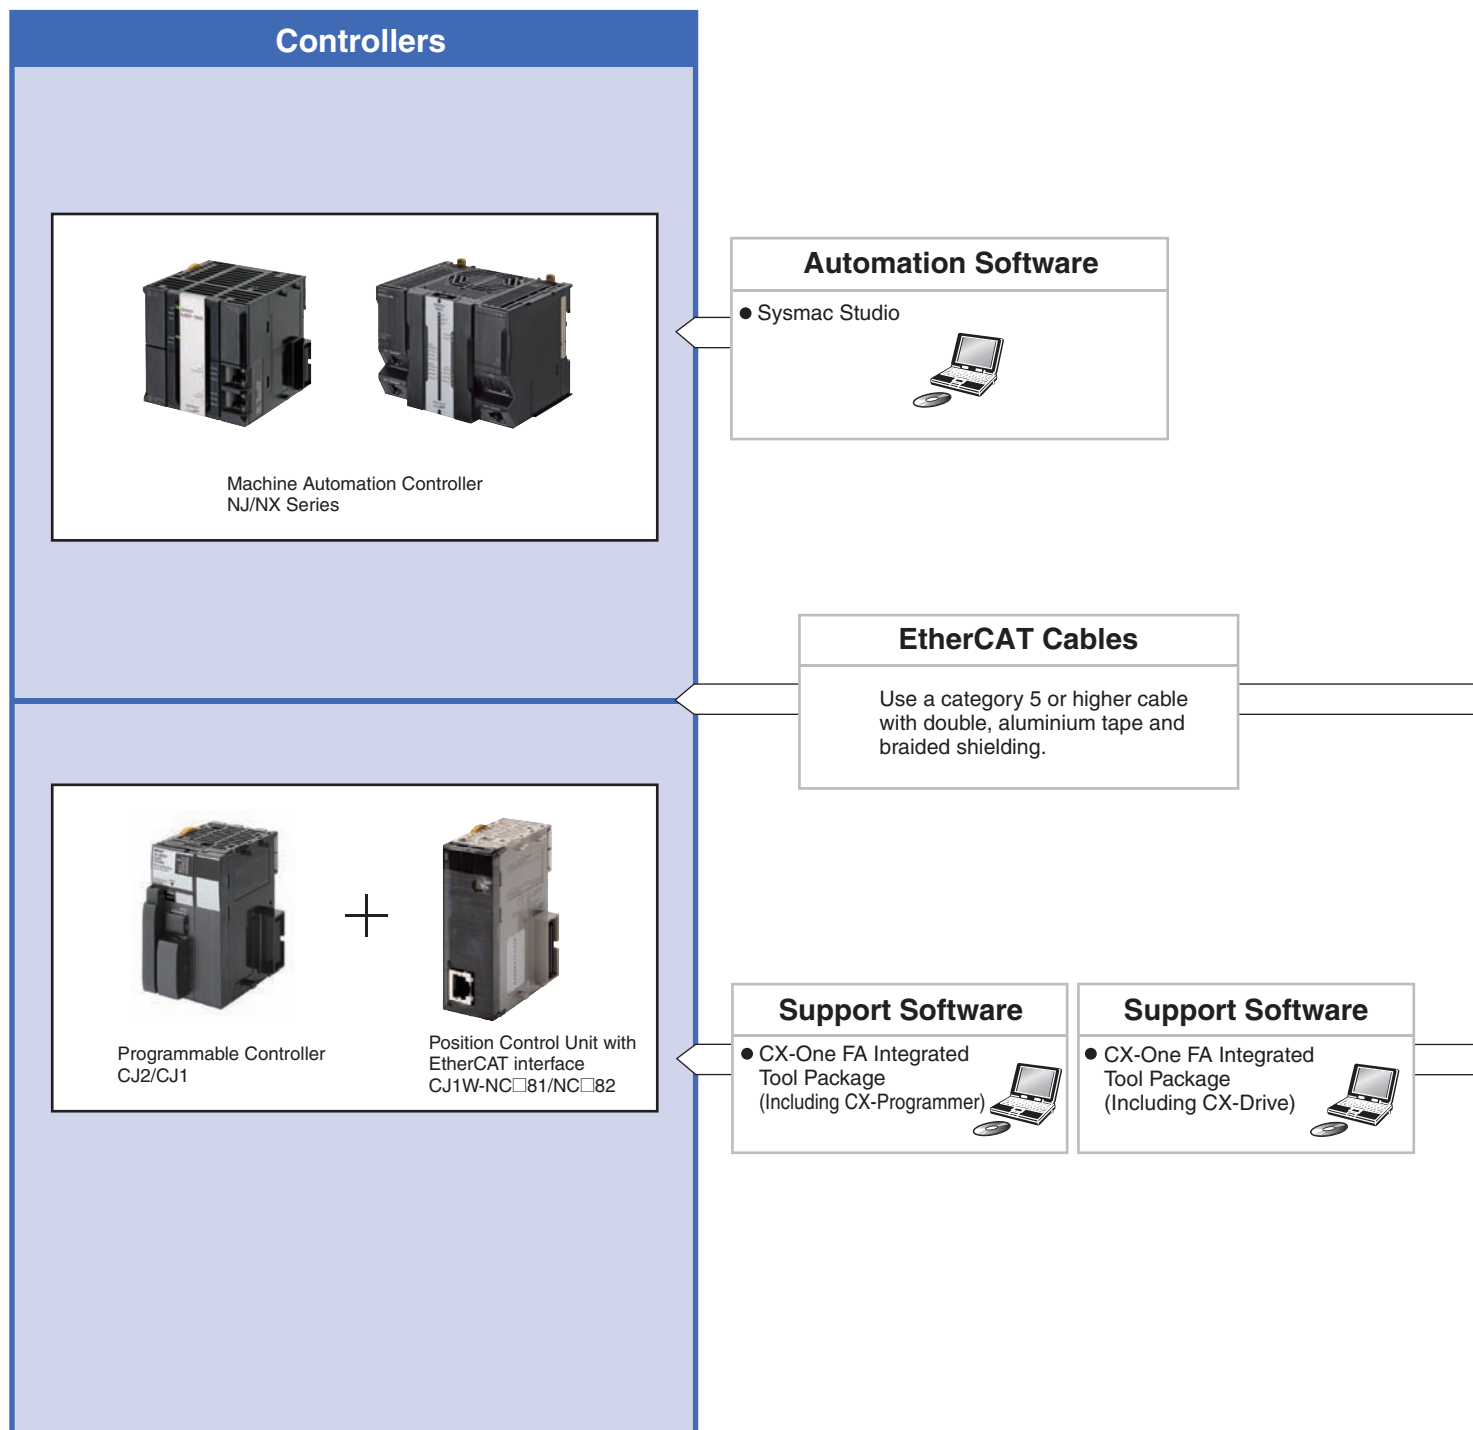 Controllers
Machine Automation Controller
NJ/NX Series
Automation Software
● Sysmac Studio
EtherCAT Cables
Use a category 5 or higher cable
with double, aluminium tape and
braided shielding.
Programmable Controller
CJ2/CJ1
Position Control Unit with
EtherCAT interface
CJ1W-NC□81/NC□82
Support Software
● CX-One FA Integrated
Tool Package
(Including CX-Programmer)
Support Software
● CX-One FA Integrated
Tool Package
(Including CX-Drive)